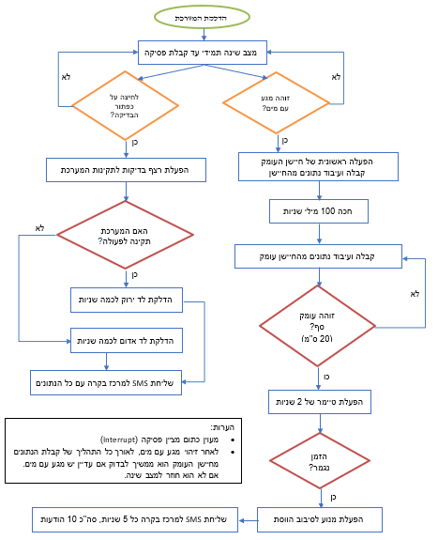 הדלקת המערכת
מצב שינה תמידי עד קבלת פסיקה
לא
לא
לחיצה על
כפתור
הבדיקה?
זוהה מגע
עם מים?
כן
כן
הפעלת רצף בדיקות לתקינות המערכת
הפעלה ראשונית של חיישן העומק
קבלה ועיבוד נתונים מהחיישן
חכה 100 מילי שניות
לא
האם המערכת
תקינה לפעולה?
קבלה ועיבוד נתונים מהחיישן עומק
כן
לא
הדלקת לד ירוק לכמה שניות
זוהה עומק
סף?
(20 ס"מ)
הדלקת לד אדום לכמה שניות
כן
שליחת SMS למרכז בקרה עם כל הנתונים
הפעלת טיימר של 2 שניות
הערות:
מעוין כתום מציין פסיקה (Interrupt)
לאחר זיהוי מגע עם מים, לאורך כל התהליך של קבלת הנתונים
מחיישן העומק הוא ממשיך לבדוק אם עדיין יש מגע עם מים.
אם לא הוא חוזר למצב שינה.
הזמן
נגמר?
כן
הפעלת מנוע לסיבוב הווסת
שליחת SMS למרכז בקרה כל 5 שניות, סה"כ 10 הודעות